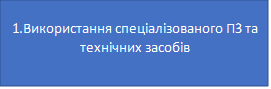 1.Використання спеціалізованого ПЗ та
технічних засобів